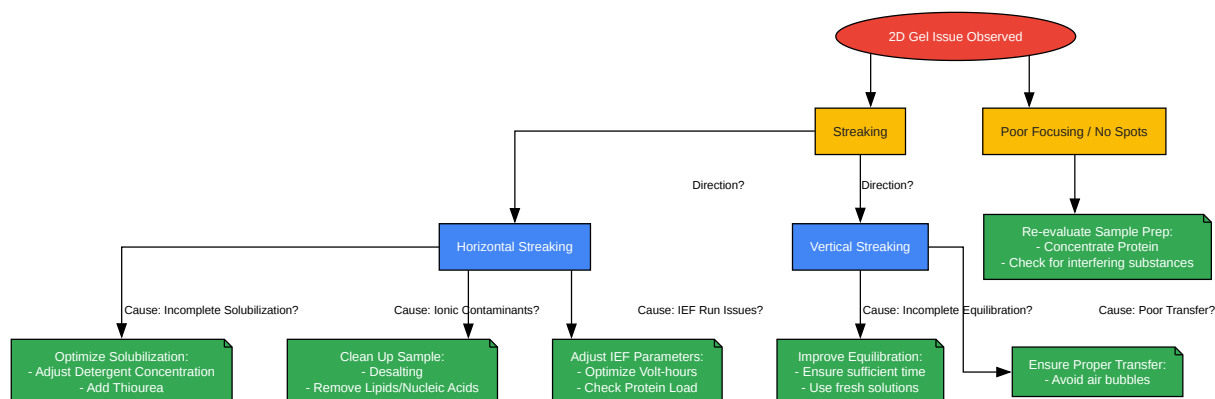 2D Gel Issue Observed
Streaking
Poor Focusing / No Spots
Direction?
Direction?
Horizontal Streaking
Vertical Streaking
Re-evaluate Sample Prep:
- Concentrate Protein
- Check for interfering substances
Cause: Incomplete Solubilization?
Cause: Ionic Contaminants?
Cause: IEF Run Issues?
Cause: Incomplete Equilibration?
Cause: Poor Transfer?
Optimize Solubilization:
- Adjust Detergent Concentration
- Add Thiourea
Clean Up Sample:
- Desalting
- Remove Lipids/Nucleic Acids
Adjust IEF Parameters:
- Optimize Volt-hours
- Check Protein Load
Improve Equilibration:
- Ensure sufficient time
- Use fresh solutions
Ensure Proper Transfer:
- Avoid air bubbles